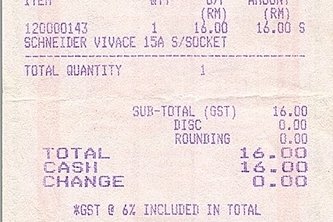 ITEM QTY U/P AMOUNT
(RM) (RM)
120000143 1 16.00 16.00 S
SCHNEIDER VIVACE 15A S/SOCKET
TOTAL QUANTITY 1
SUB-TOTAL (GST) 16.00
DISC 0.00
ROUNDING 0.00
TOTAL 16.00
CASH 16.00
CHANGE 0.00
*GST @ 6% INCLUDED IN TOTAL